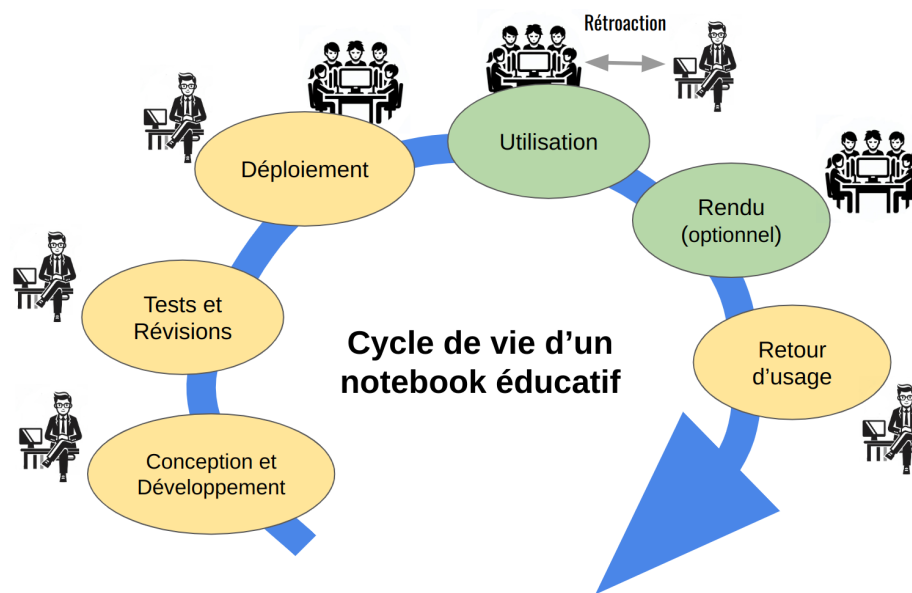 Rétroaction
Utilisation
Déploiement
Rendu
(optionnel)
Tests et
Révisions
Cycle de vie d'un
notebook éducatif
Retour
d'usage
Conception et
Développement